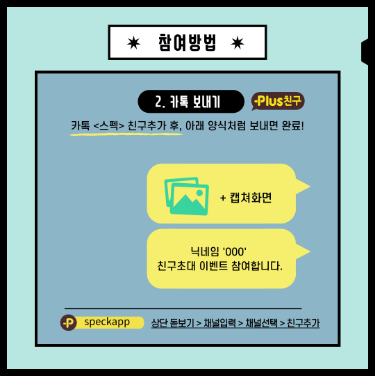 ✷ 참여방법 ✷
2. 카톡 보내기 Plus친구
카톡 <스펙> 친구추가 후, 아래 양식처럼 보내면 완료!
+ 캡쳐화면
닉네임 '000'
친구초대 이벤트 참여합니다.
P speckapp 상단 돋보기 > 채널입력 > 채널선택 > 친구추가